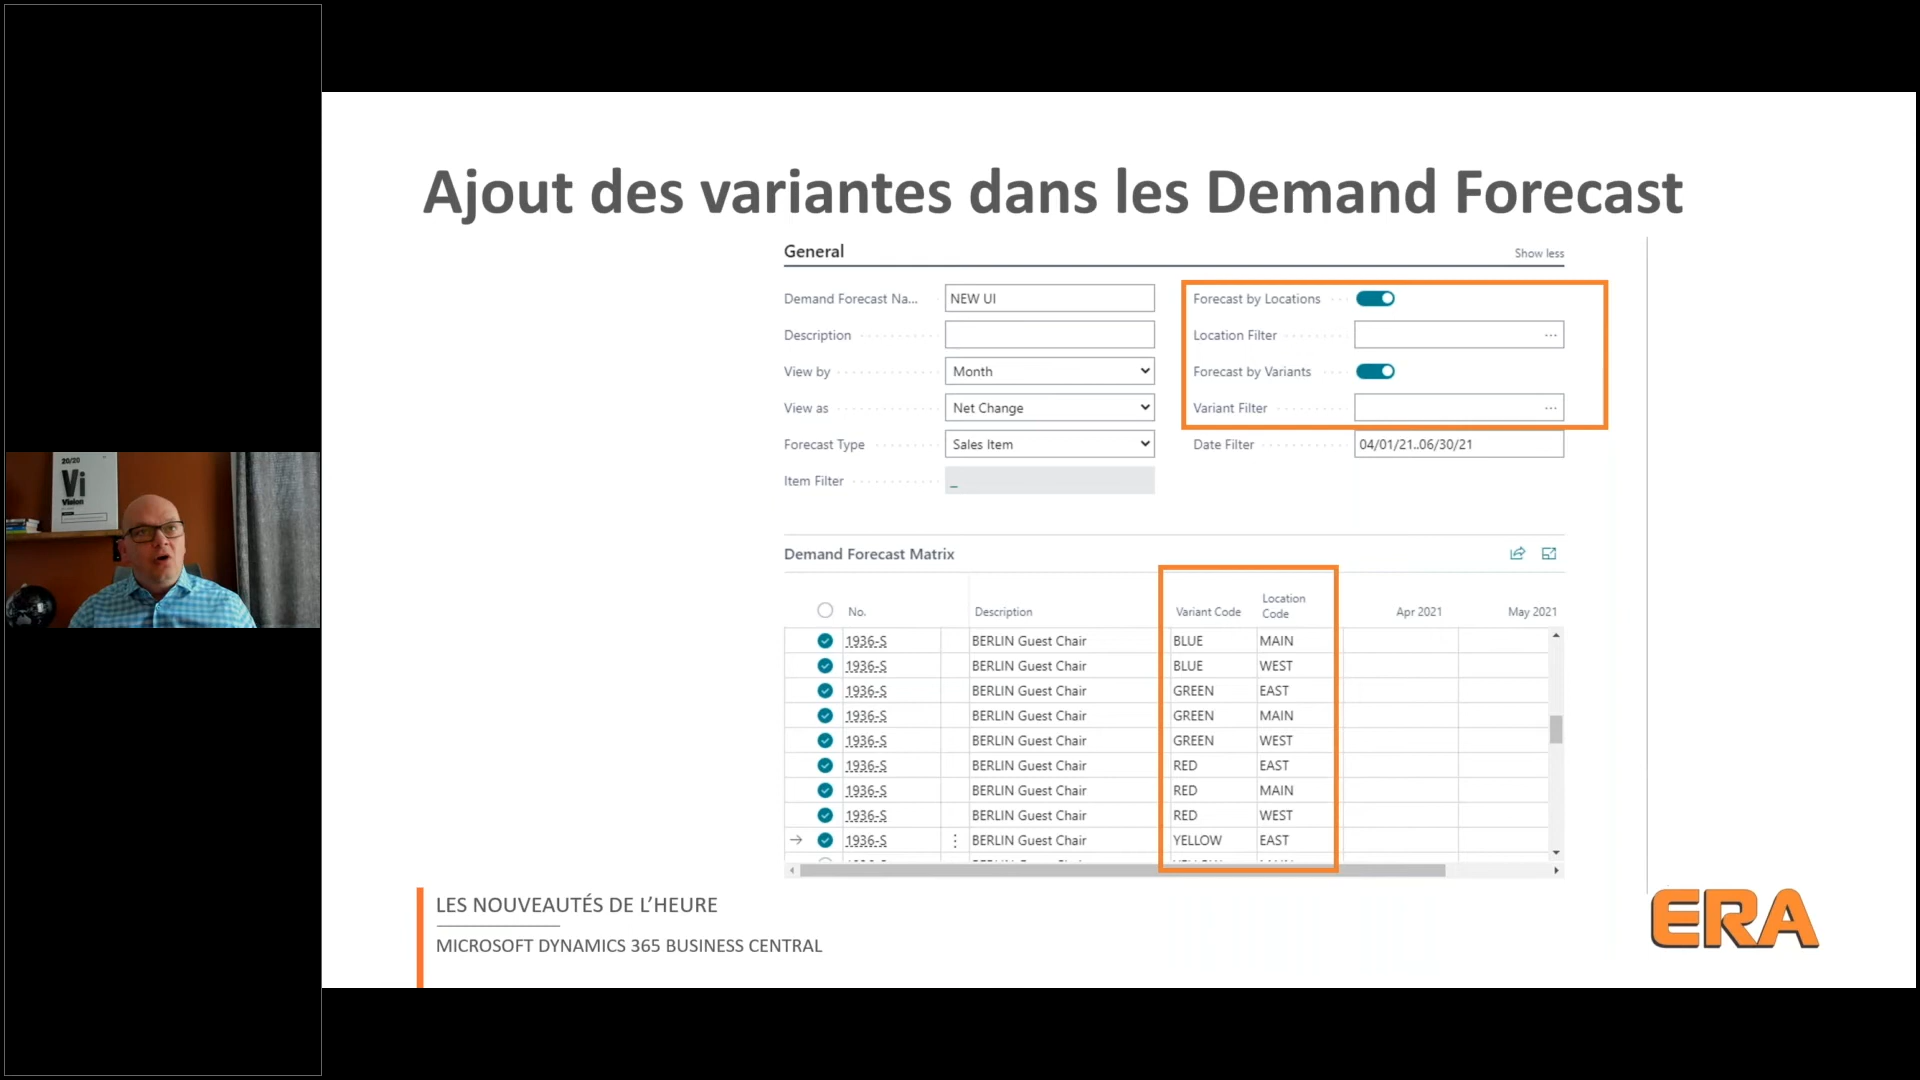 Ajout des variantes dans les Demand Forecast
General
Show less
Demand Forecast Na...
NEW UI
Forecast by Locations
Description
Location Filter
View by
Month
Forecast by Variants
View as
Net Change
Variant Filter
Forecast Type
Sales Item
Date Filter
04/01/21..06/30/21
Item Filter
_
20/20
Vi
Vision
Demand Forecast Matrix
No. Description Variant Code Location Code Apr 2021 May 2021
1936-S BERLIN Guest Chair BLUE MAIN
1936-S BERLIN Guest Chair BLUE WEST
1936-S BERLIN Guest Chair GREEN EAST
1936-S BERLIN Guest Chair GREEN MAIN
1936-S BERLIN Guest Chair GREEN WEST
1936-S BERLIN Guest Chair RED EAST
1936-S BERLIN Guest Chair RED MAIN
1936-S BERLIN Guest Chair RED WEST
1936-S BERLIN Guest Chair YELLOW EAST
LES NOUVEAUTÉS DE L'HEURE
MICROSOFT DYNAMICS 365 BUSINESS CENTRAL
ERA